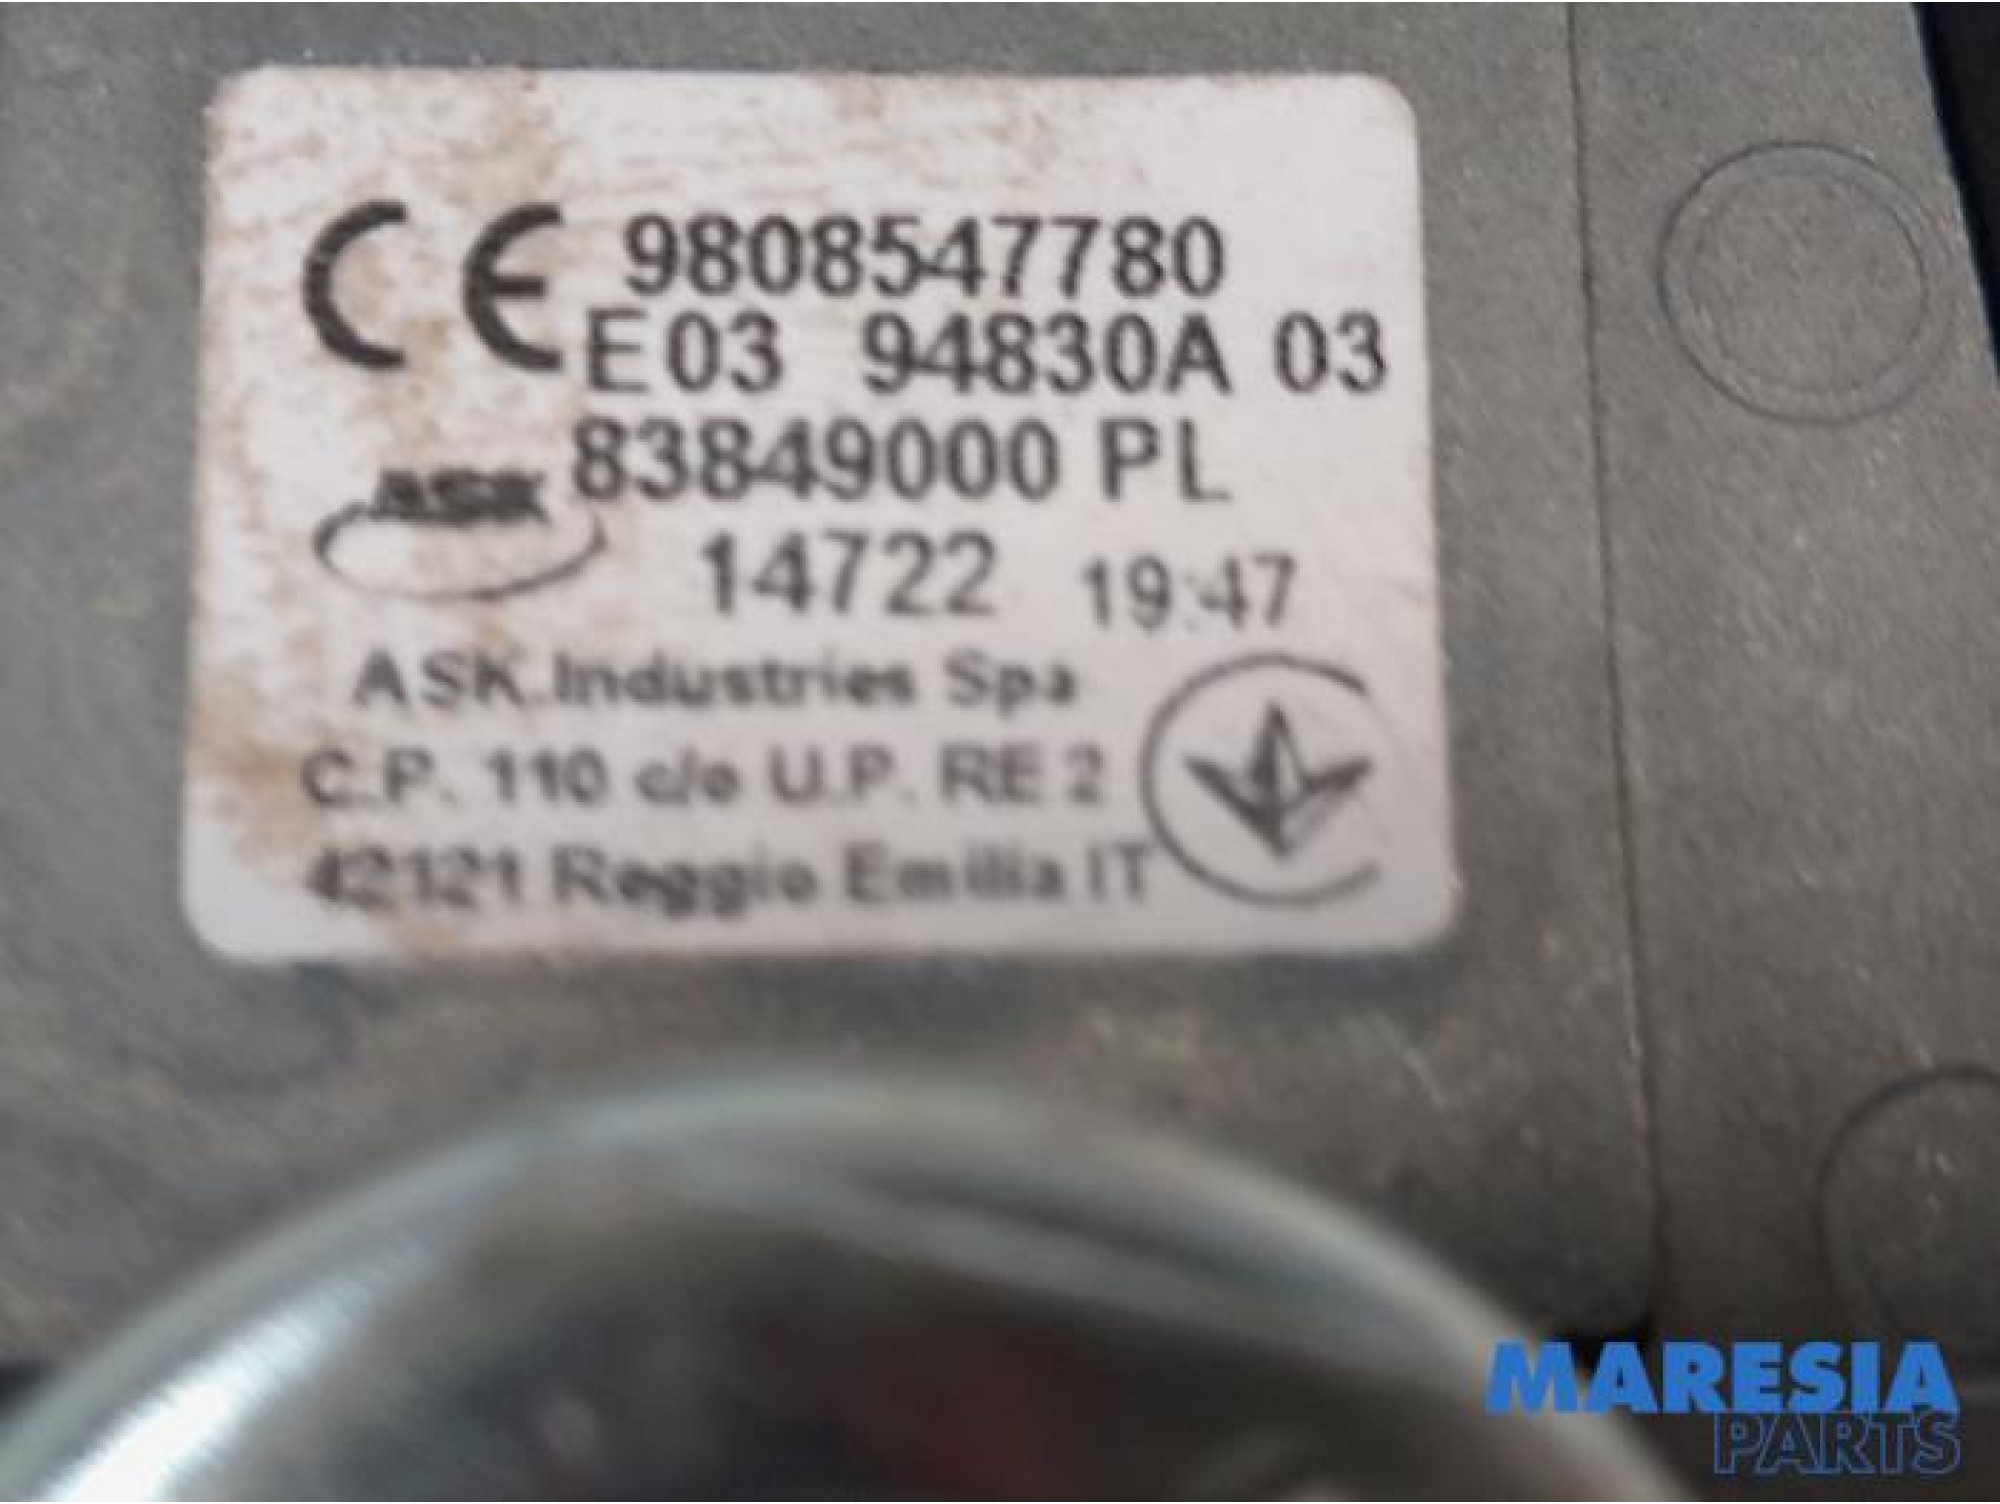 CE 9808547780
E03 94830A 03
ASK 83849000 PL
14722 19:47
ASK Industries Spa
C.P. 110 c/o U.P. RE 2
42121 Reggio Emilia IT
MARESIA
PARTS